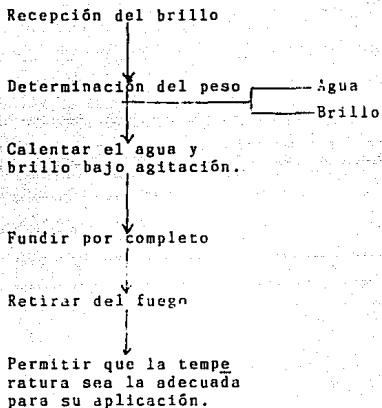 Recepción del brillo
Determinación del peso
Agua
Brillo
Calentar el agua y
brillo bajo agitación.
Fundir por completo
Retirar del fuego
Permitir que la tempe
ratura sea la adecuada
para su aplicación.